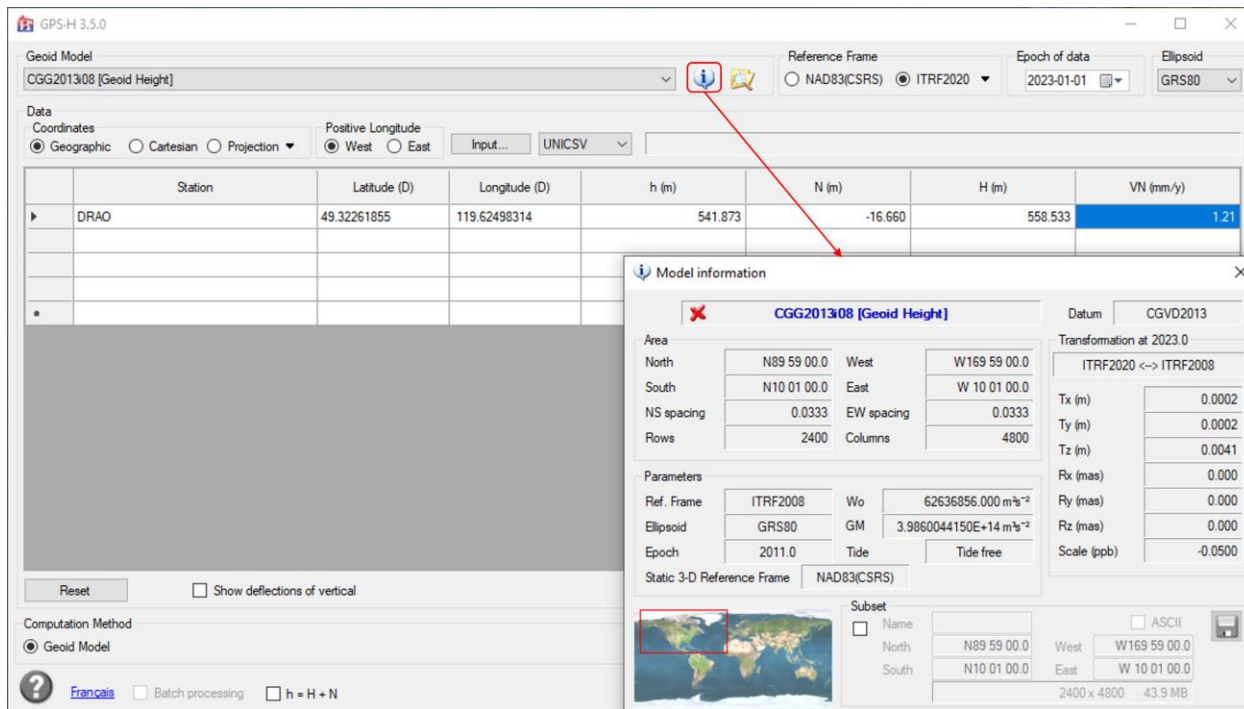 GPS-H 3.5.0
Geoid Model Reference Frame Epoch of data Ellipsoid
CGG2013i08 [Geoid Height] NAD83(CSRS) ITRF2020 2023-01-01 GRS80
Data
Coordinates Positive Longitude
Geographic Cartesian Projection West East Input... UNICSV
Station Latitude (D) Longitude (D) h (m) N (m) H (m) VN (mm/y)
DRAO 49.32261855 119.62498314 541.873 -16.660 558.533 1.21
Model information
CGG2013i08 [Geoid Height] Datum CGVD2013
Area Transformation at 2023.0
North N89 59 00.0 West W169 59 00.0 ITRF2020 <--> ITRF2008
South N10 01 00.0 East W 10 01 00.0
Tx (m) 0.0002
NS spacing 0.0333 EW spacing 0.0333
Ty (m) 0.0002
Rows 2400 Columns 4800
Tz (m) 0.0041
Rx (mas) 0.000
Parameters
Ref. Frame ITRF2008 Wo 62636856.000 m²s⁻²
Ry (mas) 0.000
Ellipsoid GRS80 GM 3.9860044150E+14 m³s⁻²
Rz (mas) 0.000
Epoch 2011.0 Tide Tide free
Scale (ppb) -0.0500
Static 3-D Reference Frame NAD83(CSRS)
Reset Show deflections of vertical
Subset
Name ASCII
North N89 59 00.0 West W169 59 00.0
South N10 01 00.0 East W 10 01 00.0
2400 x 4800 43.9 MB
Computation Method
Geoid Model
Français Batch processing h = H + N